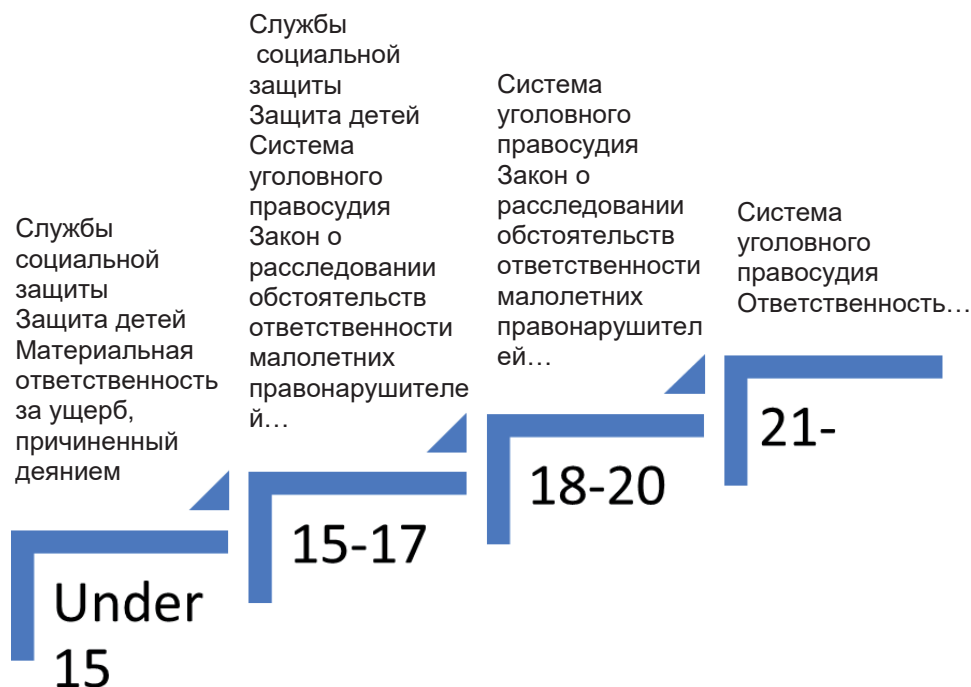 Службы
социальной
защиты
Защита детей
Материальная
ответственность
за ущерб,
причиненный
деянием
Under
15
Службы
социальной
защиты
Защита детей
Система
уголовного
правосудия
Закон о
расследовании
обстоятельств
ответственности
малолетних
правонарушителе
й…
15-17
Система
уголовного
правосудия
Закон о
расследовании
обстоятельств
ответственности
малолетних
правонарушител
ей…
18-20
Система
уголовного
правосудия
Ответственность…
21-